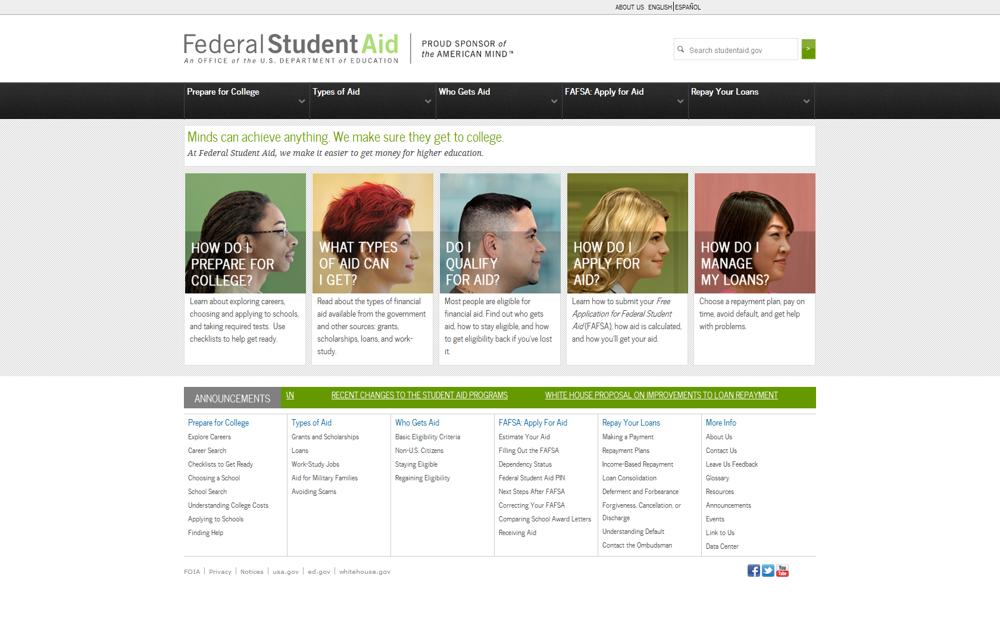 ABOUT US ENGLISH ESPAÑOL
Federal Student Aid
An OFFICE of the U.S. DEPARTMENT of EDUCATION
PROUD SPONSOR of
the AMERICAN MIND™
Search studentaid.gov
>
Prepare for College
Types of Aid
Who Gets Aid
FAFSA: Apply for Aid
Repay Your Loans
Minds can achieve anything. We make sure they get to college.
At Federal Student Aid, we make it easier to get money for higher education.
HOW DO I
PREPARE FOR
COLLEGE?
Learn about exploring careers,
choosing and applying to schools,
and taking required tests. Use
checklists to help get ready.
WHAT TYPES
OF AID CAN
I GET?
Read about the types of financial
aid available from the government
and other sources: grants,
scholarships, loans, and work-
study.
DO I
QUALIFY
FOR AID?
Most people are eligible for
financial aid. Find out who gets
aid, how to stay eligible, and how
to get eligibility back if you've lost
it.
HOW DO I
APPLY FOR
AID?
Learn how to submit your Free
Application for Federal Student
Aid (FAFSA), how aid is calculated,
and how you'll get your aid.
HOW DO I
MANAGE
MY LOANS?
Choose a repayment plan, pay on
time, avoid default, and get help
with problems.
ANNOUNCEMENTS
AN
RECENT CHANGES TO THE STUDENT AID PROGRAMS
WHITE HOUSE PROPOSAL ON IMPROVEMENTS TO LOAN REPAYMENT
Prepare for College
Explore Careers
Career Search
Checklists to Get Ready
Choosing a School
School Search
Understanding College Costs
Applying to Schools
Finding Help
Types of Aid
Grants and Scholarships
Loans
Work-Study Jobs
Aid for Military Families
Avoiding Scams
Who Gets Aid
Basic Eligibility Criteria
Non-U.S. Citizens
Staying Eligible
Regaining Eligibility
FAFSA: Apply For Aid
Estimate Your Aid
Filling Out the FAFSA
Dependency Status
Federal Student Aid PIN
Next Steps After FAFSA
Correcting Your FAFSA
Comparing School Award Letters
Receiving Aid
Repay Your Loans
Making a Payment
Repayment Plans
Income-Based Repayment
Loan Consolidation
Deferment and Forbearance
Forgiveness, Cancellation, or
Discharge
Understanding Default
Contact the Ombudsman
More Info
About Us
Contact Us
Leave Us Feedback
Glossary
Resources
Announcements
Events
Link to Us
Data Center
FOIA
Privacy
Notices
usa.gov
ed.gov
whitehouse.gov
f
You
Tube